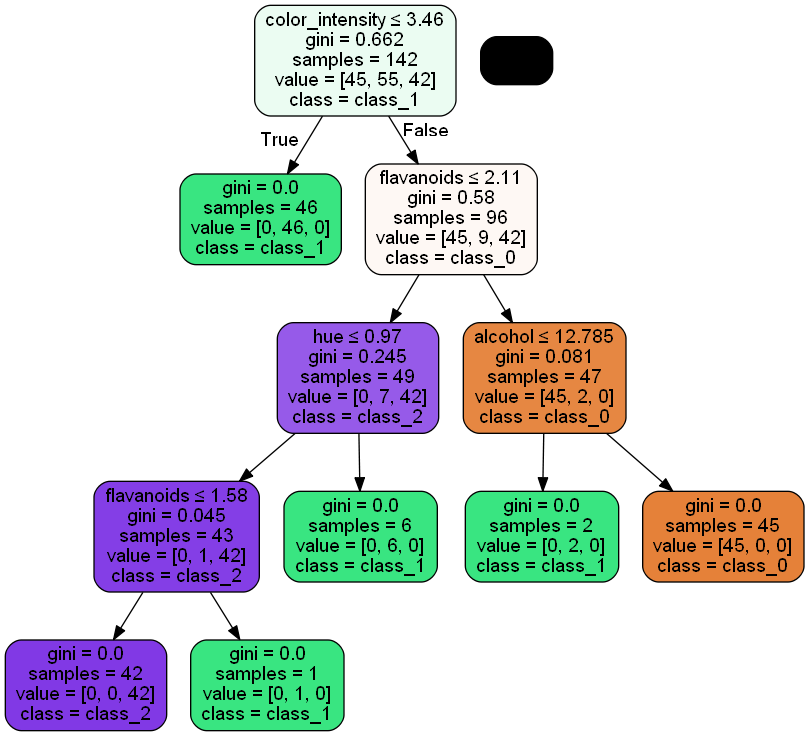 color_intensity ≤ 3.46
gini = 0.662
samples = 142
value = [45, 55, 42]
class = class_1
True
False
gini = 0.0
samples = 46
value = [0, 46, 0]
class = class_1
flavanoids ≤ 2.11
gini = 0.58
samples = 96
value = [45, 9, 42]
class = class_0
hue ≤ 0.97
gini = 0.245
samples = 49
value = [0, 7, 42]
class = class_2
alcohol ≤ 12.785
gini = 0.081
samples = 47
value = [45, 2, 0]
class = class_0
flavanoids ≤ 1.58
gini = 0.045
samples = 43
value = [0, 1, 42]
class = class_2
gini = 0.0
samples = 6
value = [0, 6, 0]
class = class_1
gini = 0.0
samples = 2
value = [0, 2, 0]
class = class_1
gini = 0.0
samples = 45
value = [45, 0, 0]
class = class_0
gini = 0.0
samples = 42
value = [0, 0, 42]
class = class_2
gini = 0.0
samples = 1
value = [0, 1, 0]
class = class_1